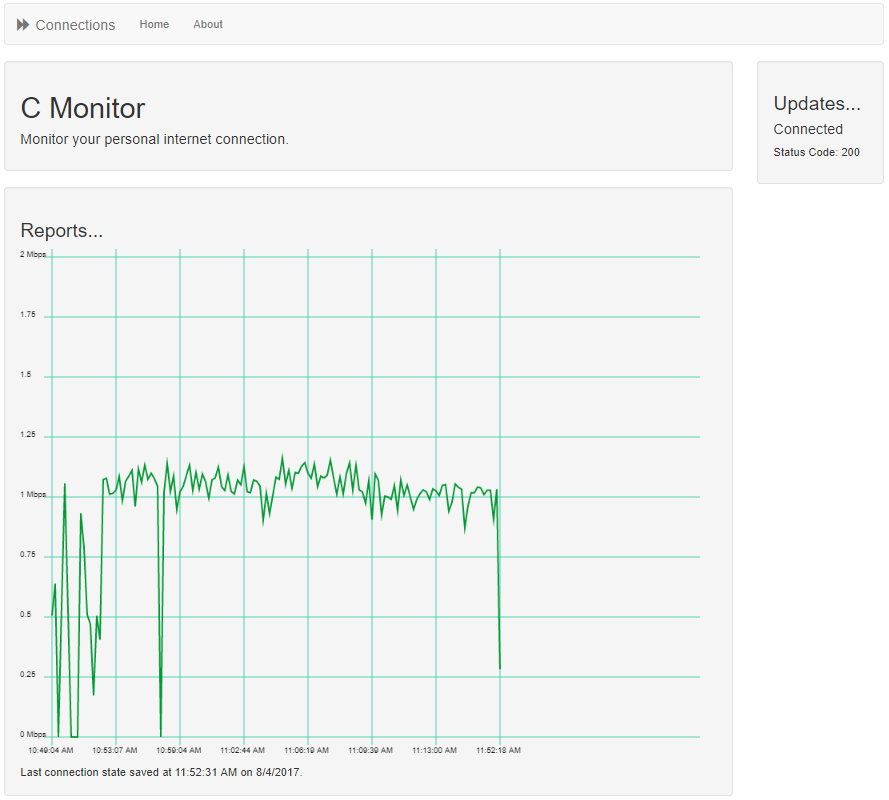 Connections Home About
C Monitor
Monitor your personal internet connection.
Updates...
Connected
Status Code: 200
Reports...
2 Mbps
1.75
1.5
1.25
1 Mbps
0.75
0.5
0.25
0 Mbps
10:49:04 AM 10:53:07 AM 10:59:04 AM 11:02:44 AM 11:06:19 AM 11:09:39 AM 11:13:00 AM 11:52:18 AM
Last connection state saved at 11:52:31 AM on 8/4/2017.